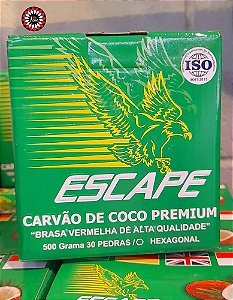 ISO
ESCAPE
CARVÃO DE COCO PREMIUM
"BRASA VERMELHA DE ALTA QUALIDADE"
500 Grama 30 PEDRAS/⬡ HEXAGONAL